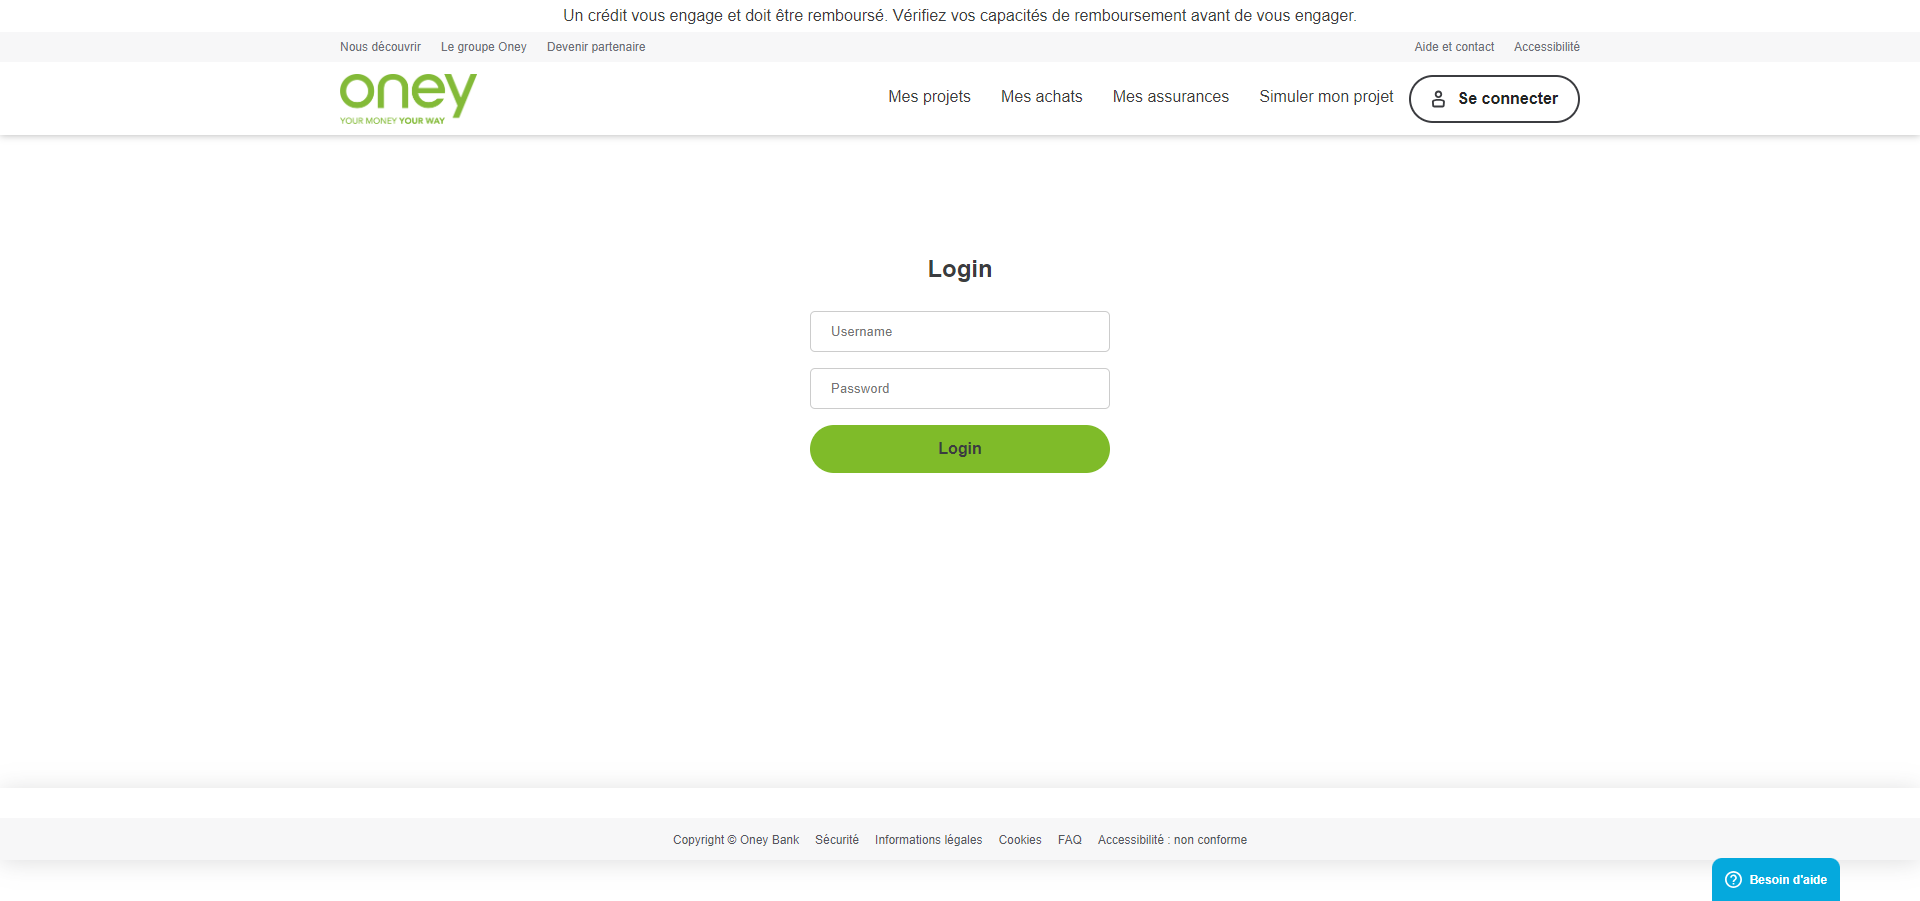 Un crédit vous engage et doit être remboursé. Vérifiez vos capacités de remboursement avant de vous engager.
Nous découvrir Le groupe Oney Devenir partenaire Aide et contact Accessibilité
oney
YOUR MONEY YOUR WAY
Mes projets Mes achats Mes assurances Simuler mon projet Se connecter
Login
Username
Password
Login
Copyright © Oney Bank Sécurité Informations légales Cookies FAQ Accessibilité : non conforme
Besoin d'aide